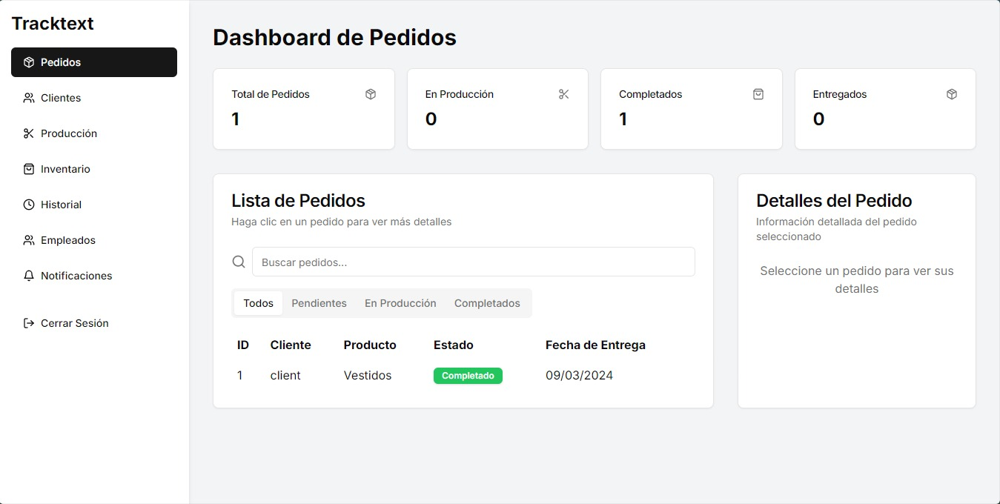 Tracktext
Pedidos
Clientes
Producción
Inventario
Historial
Empleados
Notificaciones
Cerrar Sesión
Dashboard de Pedidos
Total de Pedidos
1
En Producción
0
Completados
1
Entregados
0
Lista de Pedidos
Haga clic en un pedido para ver más detalles
Buscar pedidos...
Todos Pendientes En Producción Completados
ID Cliente Producto Estado Fecha de Entrega
1 client Vestidos Completado 09/03/2024
Detalles del Pedido
Información detallada del pedido
seleccionado
Seleccione un pedido para ver sus
detalles